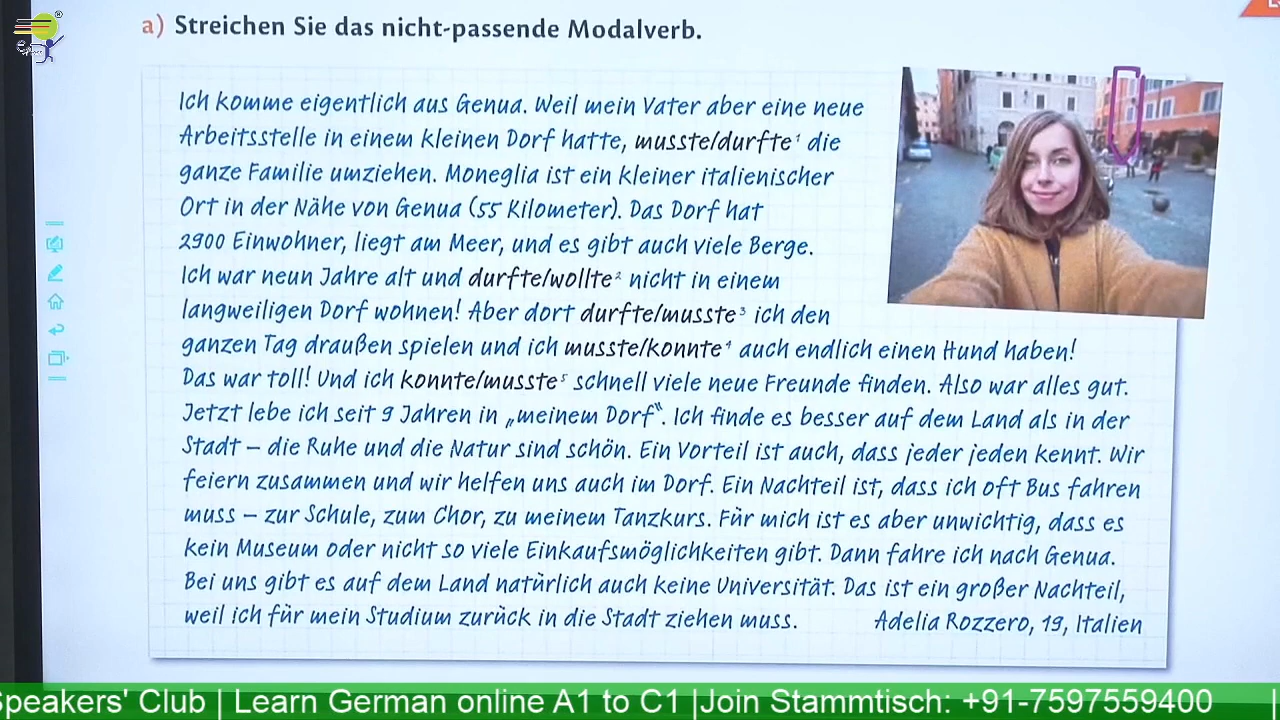 a) Streichen Sie das nicht-passende Modalverb.
Ich komme eigentlich aus Genua. Weil mein Vater aber eine neue
Arbeitsstelle in einem kleinen Dorf hatte, musste/durfte¹ die
ganze Familie umziehen. Moneglia ist ein kleiner italienischer
Ort in der Nähe von Genua (55 Kilometer). Das Dorf hat
2900 Einwohner, liegt am Meer, und es gibt auch viele Berge.
Ich war neun Jahre alt und durfte/wollte² nicht in einem
langweiligen Dorf wohnen! Aber dort durfte/musste³ ich den
ganzen Tag draußen spielen und ich musste/konnte⁴ auch endlich einen Hund haben!
Das war toll! Und ich konnte/musste⁵ schnell viele neue Freunde finden. Also war alles gut.
Jetzt lebe ich seit 9 Jahren in „meinem Dorf“. Ich finde es besser auf dem Land als in der
Stadt – die Ruhe und die Natur sind schön. Ein Vorteil ist auch, dass jeder jeden kennt. Wir
feiern zusammen und wir helfen uns auch im Dorf. Ein Nachteil ist, dass ich oft Bus fahren
muss – zur Schule, zum Chor, zu meinem Tanzkurs. Für mich ist es aber unwichtig, dass es
kein Museum oder nicht so viele Einkaufsmöglichkeiten gibt. Dann fahre ich nach Genua.
Bei uns gibt es auf dem Land natürlich auch keine Universität. Das ist ein großer Nachteil,
weil ich für mein Studium zurück in die Stadt ziehen muss.
Adelia Rozzero, 19, Italien
Speakers' Club | Learn German online A1 to C1 |Join Stammtisch: +91-7597559400 |